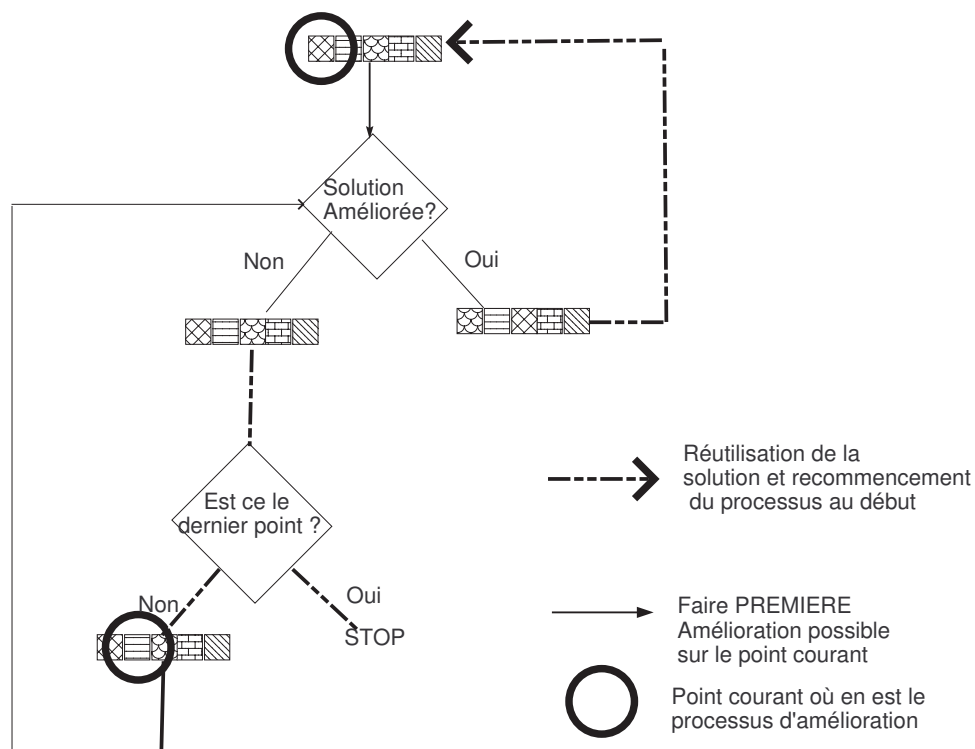 Solution
Améliorée?
Non
Oui
Est ce le
dernier point ?
Non
Oui
STOP
Réutilisation de la
solution et recommencement
du processus au début
Faire PREMIERE
Amélioration possible
sur le point courant
Point courant où en est le
processus d'amélioration